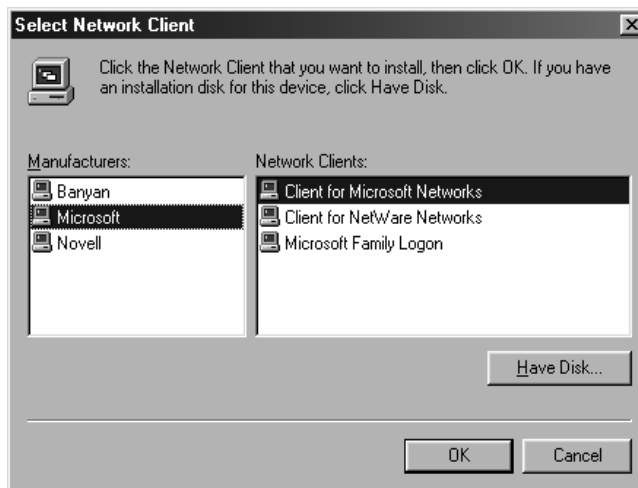 Select Network Client
Click the Network Client that you want to install, then click OK. If you have
an installation disk for this device, click Have Disk.
Manufacturers:
Network Clients:
Banyan
Microsoft
Novell
Client for Microsoft Networks
Client for NetWare Networks
Microsoft Family Logon
Have Disk...
OK
Cancel